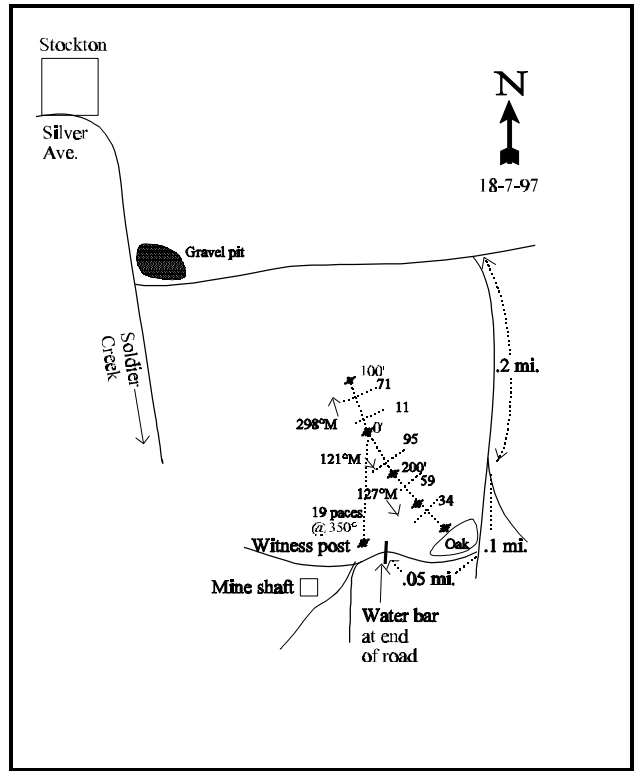 Stockton
Silver
Ave.
N
18-7-97
Gravel pit
Soldier
Creek
.2 mi.
100'
71
11
298°M
0'
95
121°M
200'
59
127°M
34
19 paces
@ 350°
Witness post
Oak
.1 mi.
.05 mi.
Mine shaft
Water bar
at end
of road